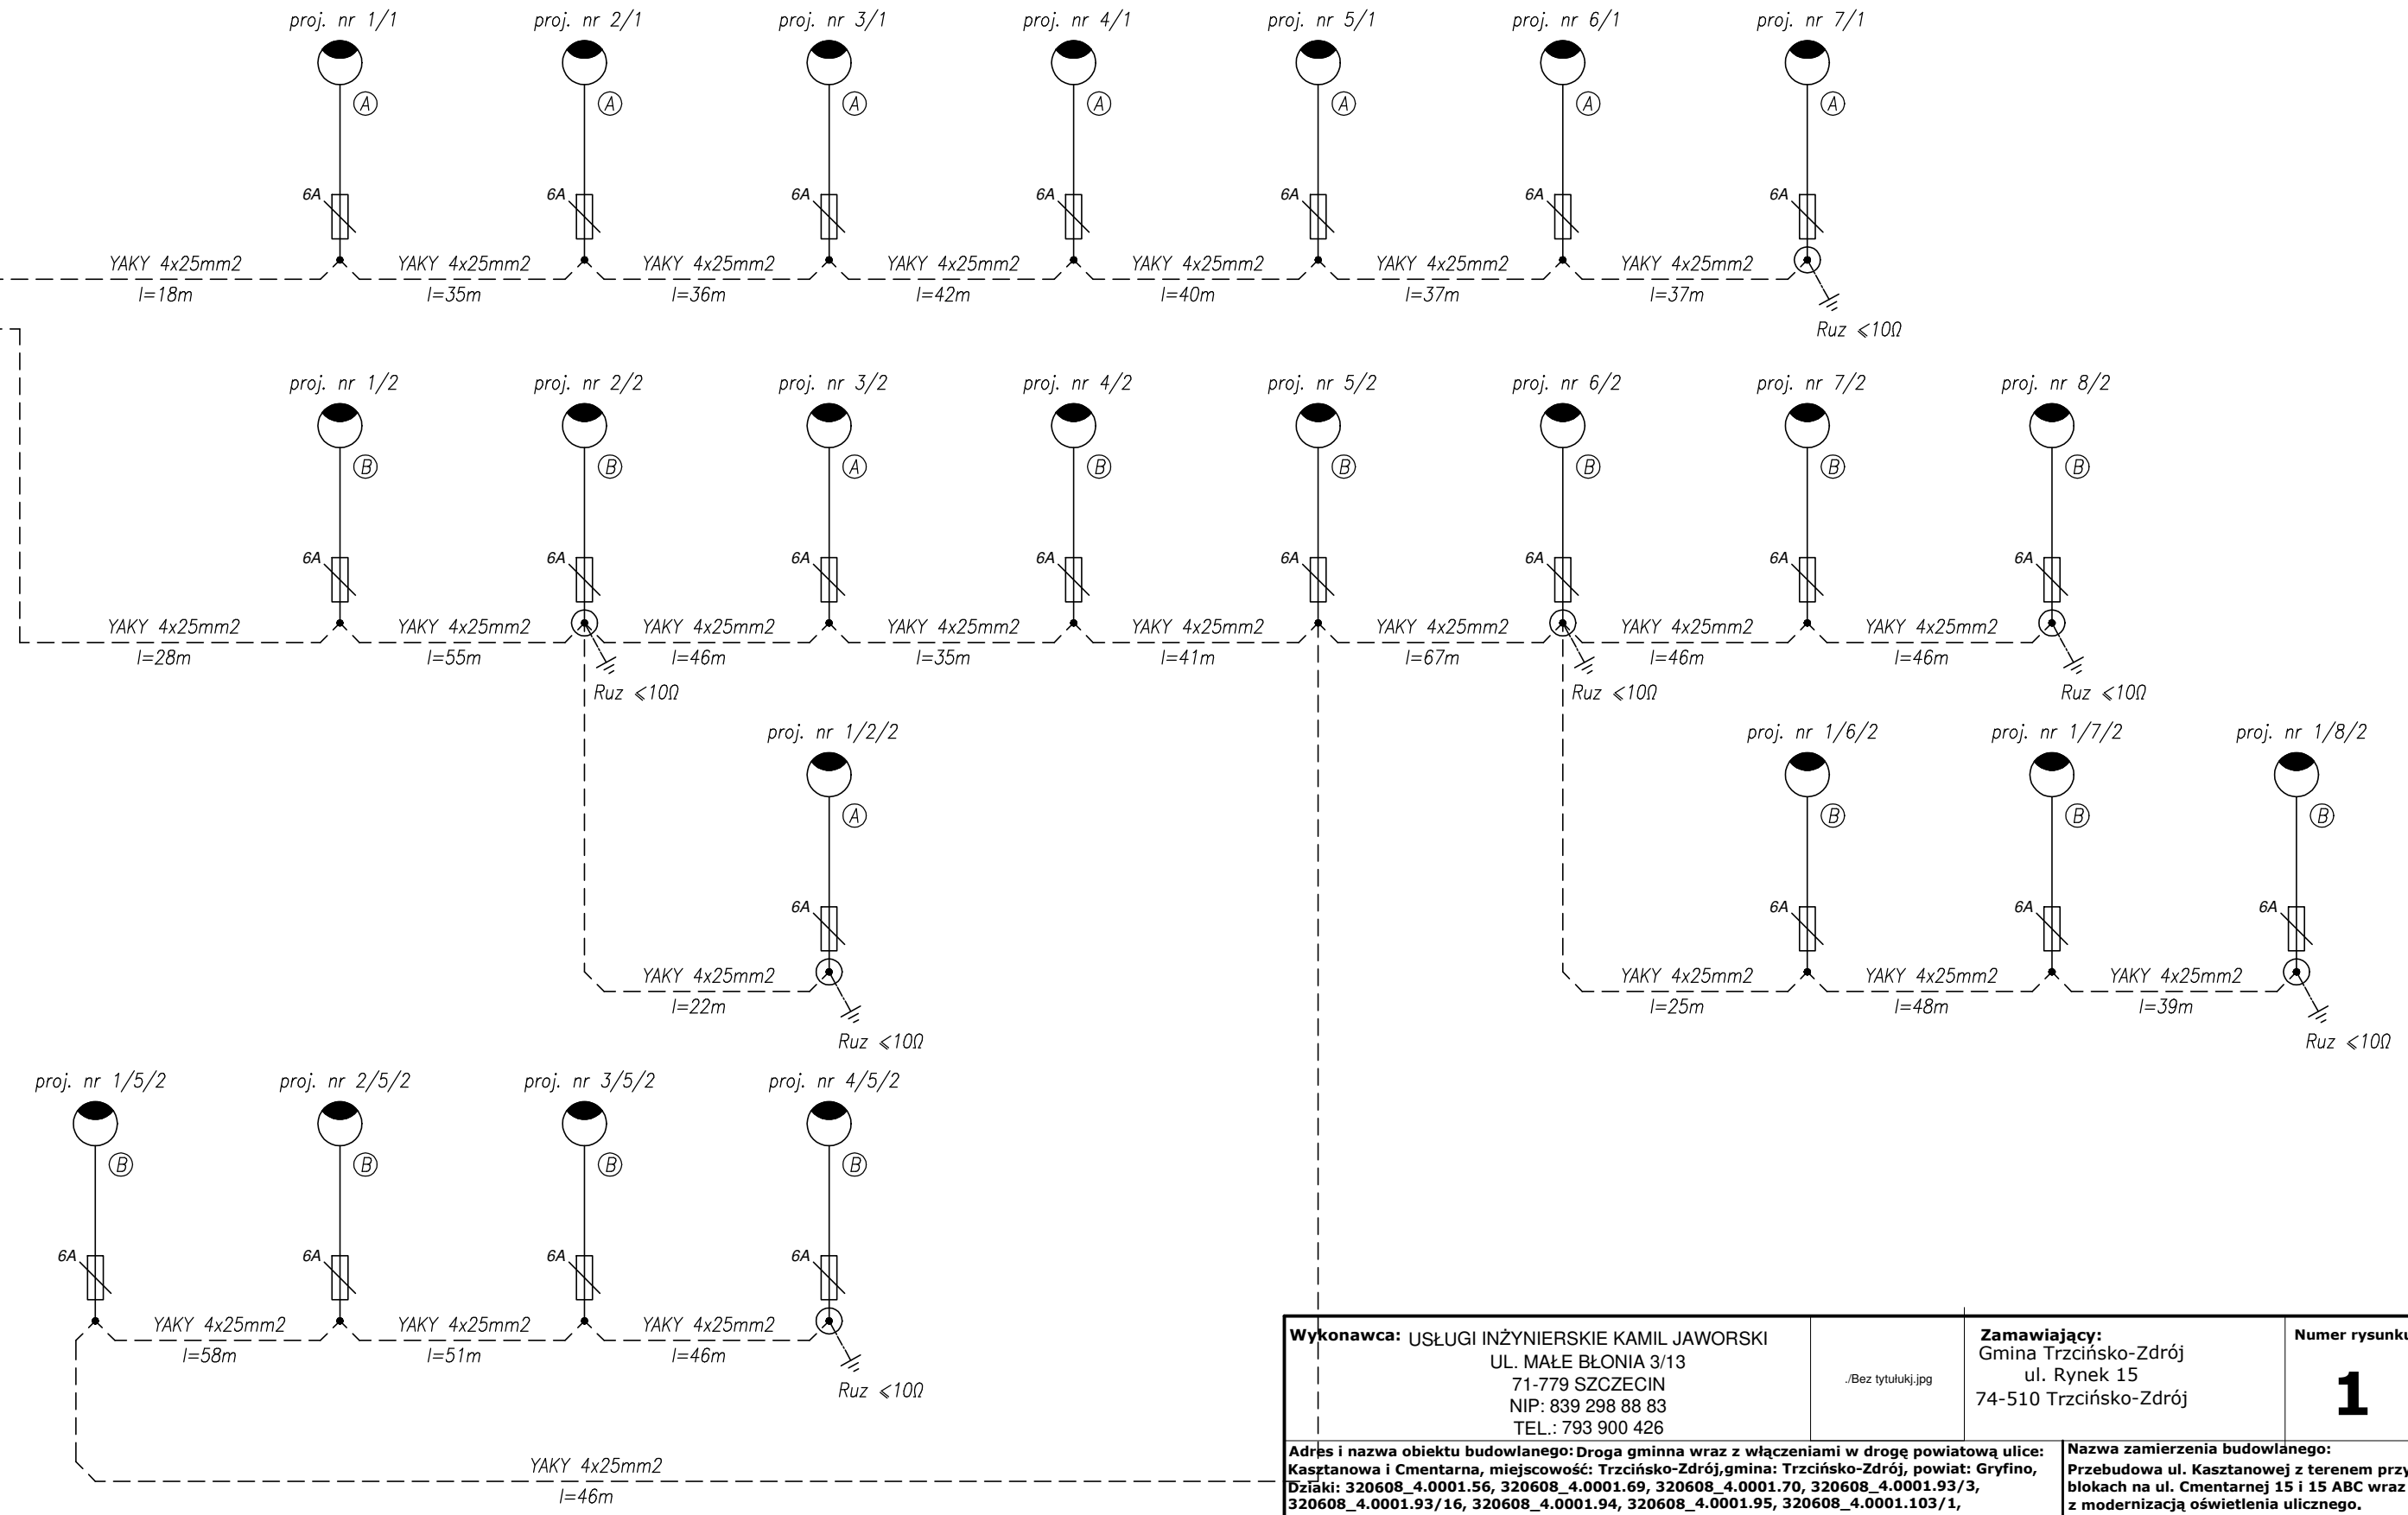 proj. nr 1/1 proj. nr 2/1 proj. nr 3/1 proj. nr 4/1 proj. nr 5/1 proj. nr 6/1 proj. nr 7/1
A A A A A A A
6A 6A 6A 6A 6A 6A 6A
YAKY 4x25mm2 YAKY 4x25mm2 YAKY 4x25mm2 YAKY 4x25mm2 YAKY 4x25mm2 YAKY 4x25mm2 YAKY 4x25mm2
l=18m l=35m l=36m l=42m l=40m l=37m l=37m
Ruz ⩽10Ω
proj. nr 1/2 proj. nr 2/2 proj. nr 3/2 proj. nr 4/2 proj. nr 5/2 proj. nr 6/2 proj. nr 7/2 proj. nr 8/2
B B A B B B B B
6A 6A 6A 6A 6A 6A 6A 6A
YAKY 4x25mm2 YAKY 4x25mm2 YAKY 4x25mm2 YAKY 4x25mm2 YAKY 4x25mm2 YAKY 4x25mm2 YAKY 4x25mm2 YAKY 4x25mm2
l=28m l=55m l=46m l=35m l=41m l=67m l=46m l=46m
Ruz ⩽10Ω Ruz ⩽10Ω Ruz ⩽10Ω
proj. nr 1/2/2 proj. nr 1/6/2 proj. nr 1/7/2 proj. nr 1/8/2
A B B B
6A 6A 6A 6A
YAKY 4x25mm2 YAKY 4x25mm2 YAKY 4x25mm2 YAKY 4x25mm2
l=22m l=25m l=48m l=39m
Ruz ⩽10Ω Ruz ⩽10Ω
proj. nr 1/5/2 proj. nr 2/5/2 proj. nr 3/5/2 proj. nr 4/5/2
B B B B
6A 6A 6A 6A
YAKY 4x25mm2 YAKY 4x25mm2 YAKY 4x25mm2
l=58m l=51m l=46m
Ruz ⩽10Ω
YAKY 4x25mm2
l=46m
Wykonawca: USŁUGI INŻYNIERSKIE KAMIL JAWORSKI
UL. MAŁE BŁONIA 3/13
71-779 SZCZECIN
NIP: 839 298 88 83
TEL.: 793 900 426
./Bez tytułukj.jpg
Zamawiający:
Gmina Trzcińsko-Zdrój
ul. Rynek 15
74-510 Trzcińsko-Zdrój
Numer rysunku
1
Adres i nazwa obiektu budowlanego: Droga gminna wraz z włączeniami w drogę powiatową ulice:
Kasztanowa i Cmentarna, miejscowość: Trzcińsko-Zdrój,gmina: Trzcińsko-Zdrój, powiat: Gryfino,
Dziaki: 320608_4.0001.56, 320608_4.0001.69, 320608_4.0001.70, 320608_4.0001.93/3,
320608_4.0001.93/16, 320608_4.0001.94, 320608_4.0001.95, 320608_4.0001.103/1,
Nazwa zamierzenia budowlanego:
Przebudowa ul. Kasztanowej z terenem przy
blokach na ul. Cmentarnej 15 i 15 ABC wraz
z modernizacją oświetlenia ulicznego.